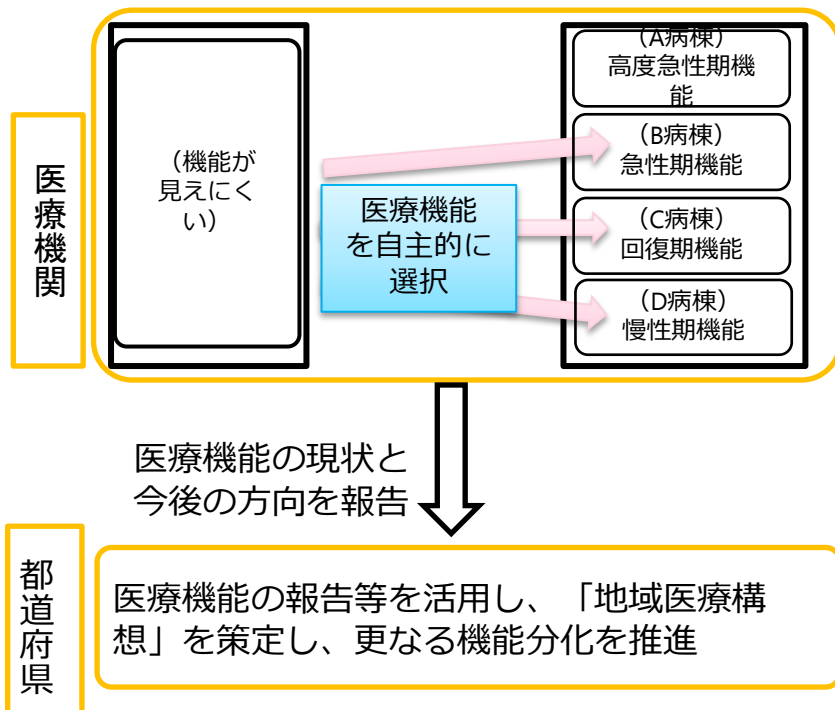 医療機関
（機能が
見えにく
い）
医療機能
を自主的に
選択
（A病棟）
高度急性期機
能
（B病棟）
急性期機能
（C病棟）
回復期機能
（D病棟）
慢性期機能
医療機能の現状と
今後の方向を報告
都道府県
医療機能の報告等を活用し、「地域医療構
想」を策定し、更なる機能分化を推進